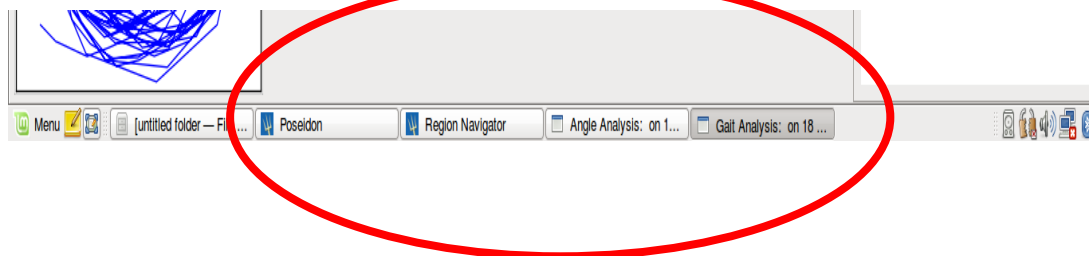 Menu [untitled folder — Fi... Poseidon Region Navigator Angle Analysis:  on 1... Gait Analysis:  on 18 ...